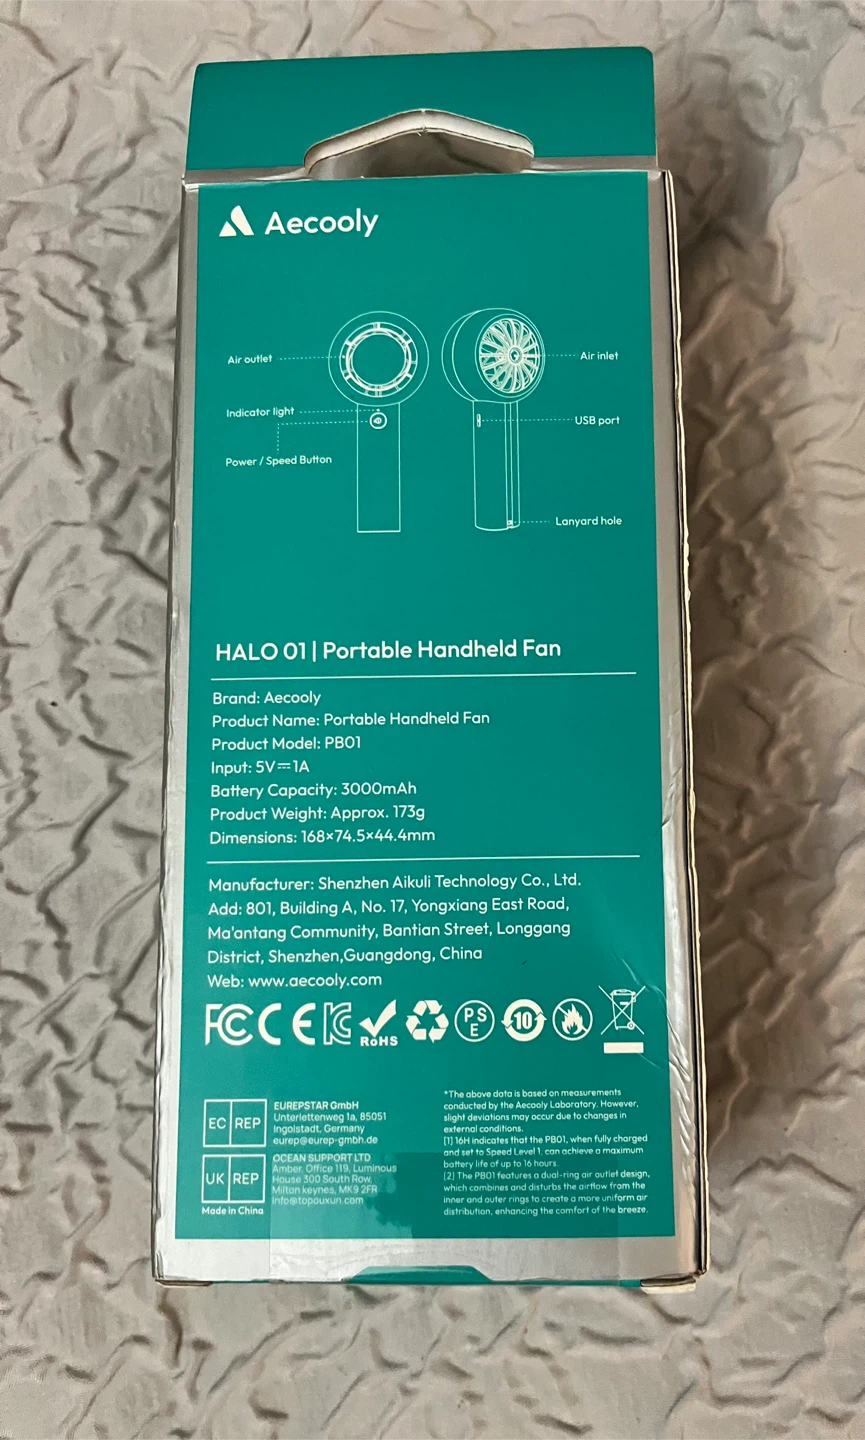 Aecooly
Air outlet
Air inlet
Indicator light
USB port
Power / Speed Button
Lanyard hole
HALO 01 | Portable Handheld Fan
Brand: Aecooly
Product Name: Portable Handheld Fan
Product Model: PB01
Input: 5V⎓1A
Battery Capacity: 3000mAh
Product Weight: Approx. 173g
Dimensions: 168×74.5×44.4mm
Manufacturer: Shenzhen Aikuli Technology Co., Ltd.
Add: 801, Building A, No. 17, Yongxiang East Road,
Ma'antang Community, Bantian Street, Longgang
District, Shenzhen,Guangdong, China
Web: www.aecooly.com
FC CE KC RoHS PSE 10
EC REP
EUREPSTAR GmbH
Unterlettenweg 1a, 85051
Ingolstadt, Germany
eurep@eurep-gmbh.de
UK REP
OCEAN SUPPORT LTD
Amber, Office 119, Luminous
House 300 South Row,
Milton keynes, MK9 2FR
info@topouxun.com
Made in China
*The above data is based on measurements
conducted by the Aecooly Laboratory. However,
slight deviations may occur due to changes in
external conditions.
[1] 16H indicates that the PB01, when fully charged
and set to Speed Level 1, can achieve a maximum
battery life of up to 16 hours.
[2] The PB01 features a dual-ring air outlet design,
which combines and disturbs the airflow from the
inner and outer rings to create a more uniform air
distribution, enhancing the comfort of the breeze.